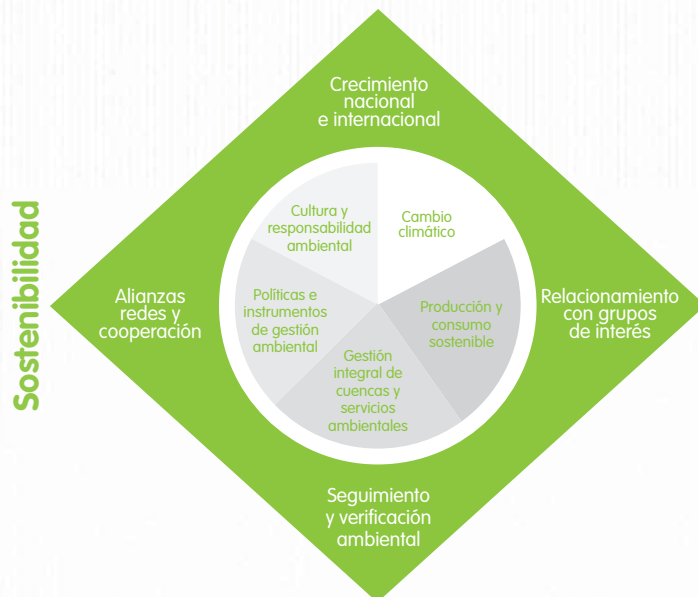 Sostenibilidad
Crecimiento
nacional
e internacional
Cultura y
responsabilidad
ambiental
Cambio
climático
Alianzas
redes y
cooperación
Políticas e
instrumentos
de gestión
ambiental
Producción y
consumo
sostenible
Relacionamiento
con grupos
de interés
Gestión
integral de
cuencas y
servicios
ambientales
Seguimiento
y verificación
ambiental